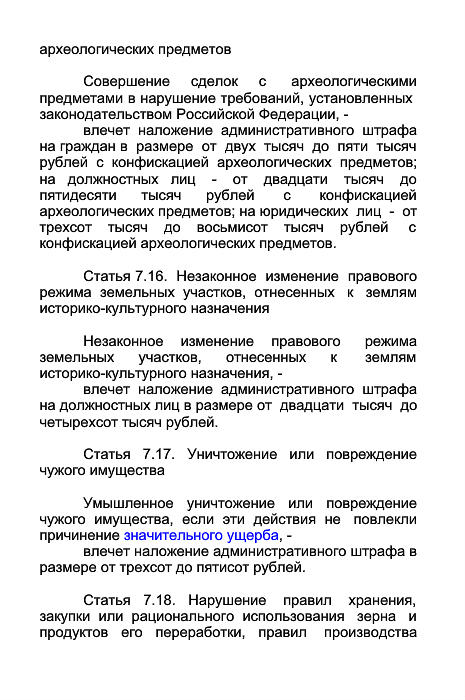 археологических предметов
Совершение сделок с археологическими
предметами в нарушение требований, установленных
законодательством Российской Федерации, -
влечет наложение административного штрафа
на граждан в размере от двух тысяч до пяти тысяч
рублей с конфискацией археологических предметов;
на должностных лиц - от двадцати тысяч до
пятидесяти тысяч рублей с конфискацией
археологических предметов; на юридических лиц - от
трехсот тысяч до восьмисот тысяч рублей с
конфискацией археологических предметов.
Статья 7.16. Незаконное изменение правового
режима земельных участков, отнесенных к землям
историко-культурного назначения
Незаконное изменение правового режима
земельных участков, отнесенных к землям
историко-культурного назначения, -
влечет наложение административного штрафа
на должностных лиц в размере от двадцати тысяч до
четырехсот тысяч рублей.
Статья 7.17. Уничтожение или повреждение
чужого имущества
Умышленное уничтожение или повреждение
чужого имущества, если эти действия не повлекли
причинение значительного ущерба, -
влечет наложение административного штрафа в
размере от трехсот до пятисот рублей.
Статья 7.18. Нарушение правил хранения,
закупки или рационального использования зерна и
продуктов его переработки, правил производства